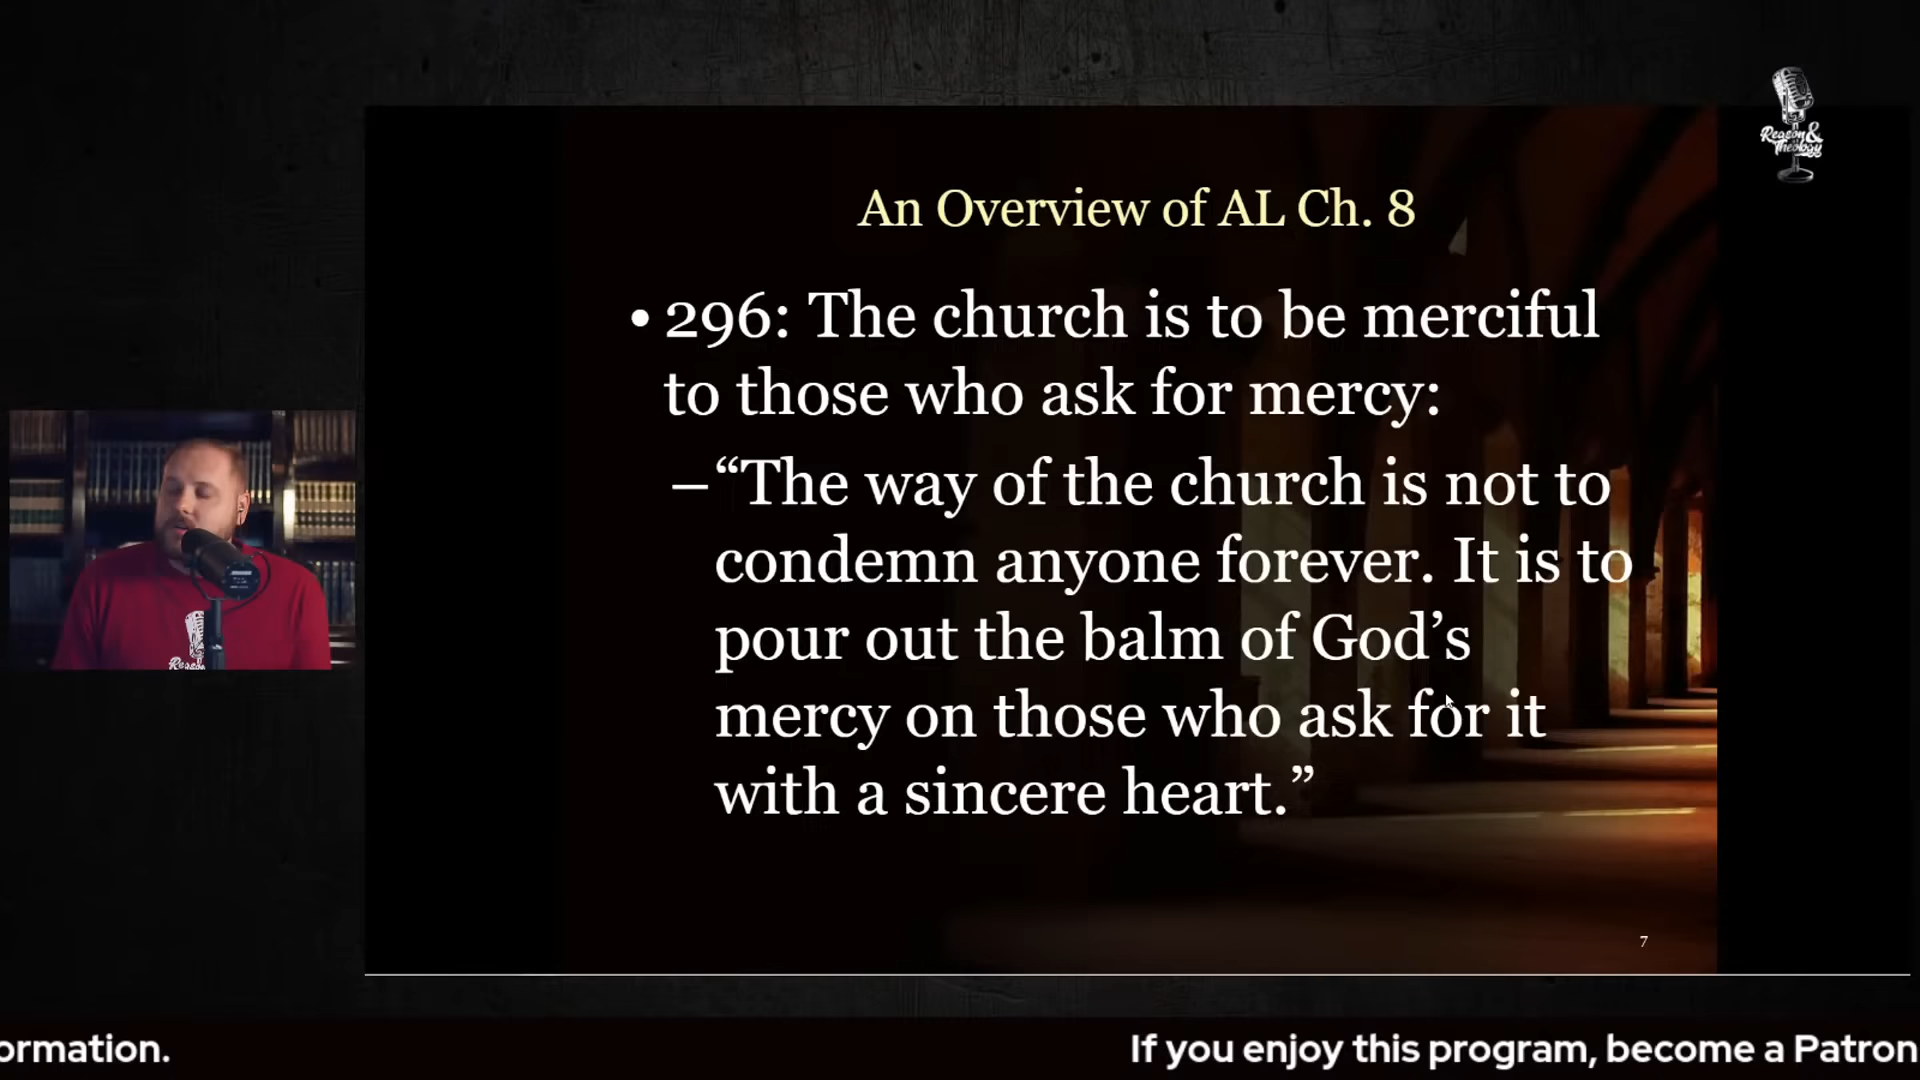 Reason &
Theology
An Overview of AL Ch. 8
• 296: The church is to be merciful
to those who ask for mercy:
–“The way of the church is not to
condemn anyone forever. It is to
pour out the balm of God’s
mercy on those who ask for it
with a sincere heart.”
7
ormation.
If you enjoy this program, become a Patron